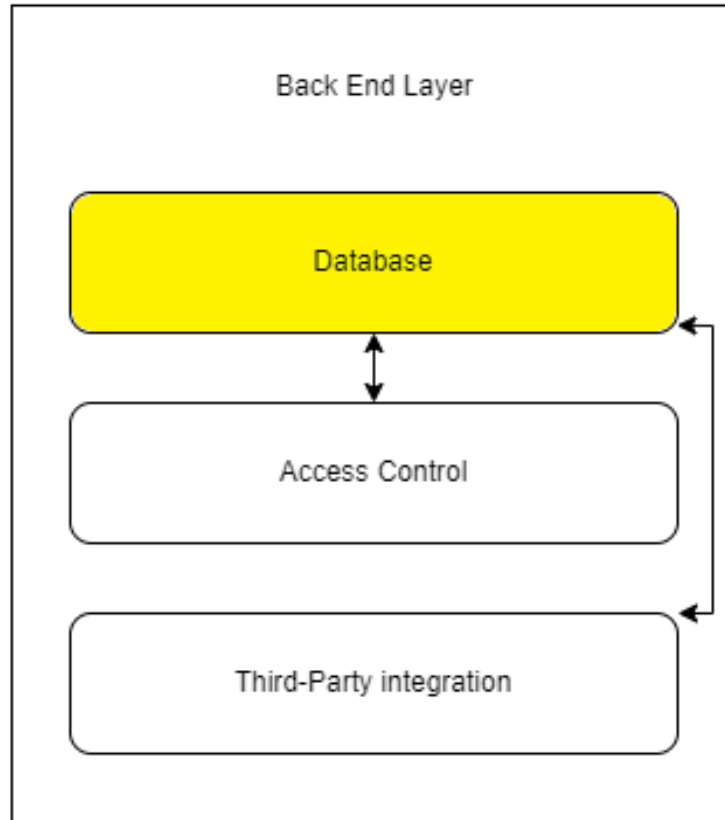 Back End Layer
Database
Access Control
Third-Party integration